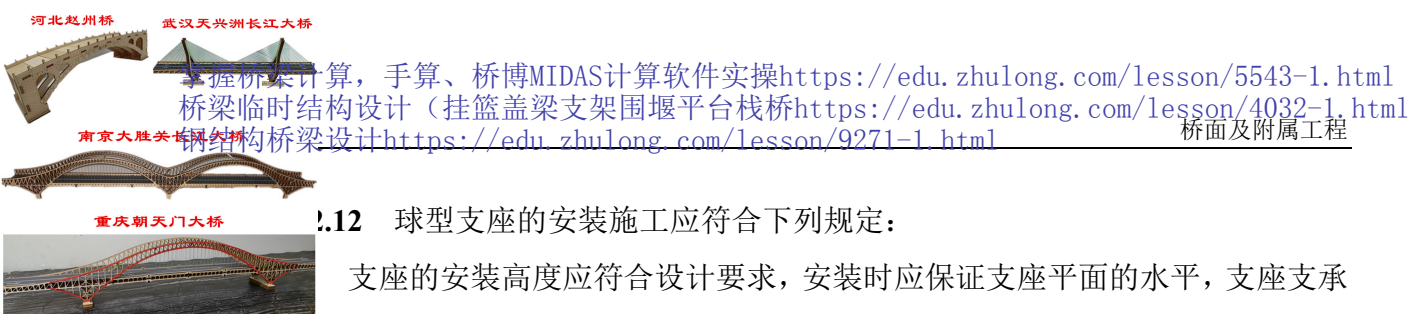 河北赵州桥
武汉天兴洲长江大桥
掌握桥梁计算，手算、桥博MIDAS计算软件实操https://edu.zhulong.com/lesson/5543-1.html
桥梁临时结构设计（挂篮盖梁支架围堰平台栈桥https://edu.zhulong.com/lesson/4032-1.html
南京大胜关长江大桥
钢结构桥梁设计https://edu.zhulong.com/lesson/9271-1.html
桥面及附属工程
重庆朝天门大桥
2.12 球型支座的安装施工应符合下列规定：
支座的安装高度应符合设计要求，安装时应保证支座平面的水平，支座支承